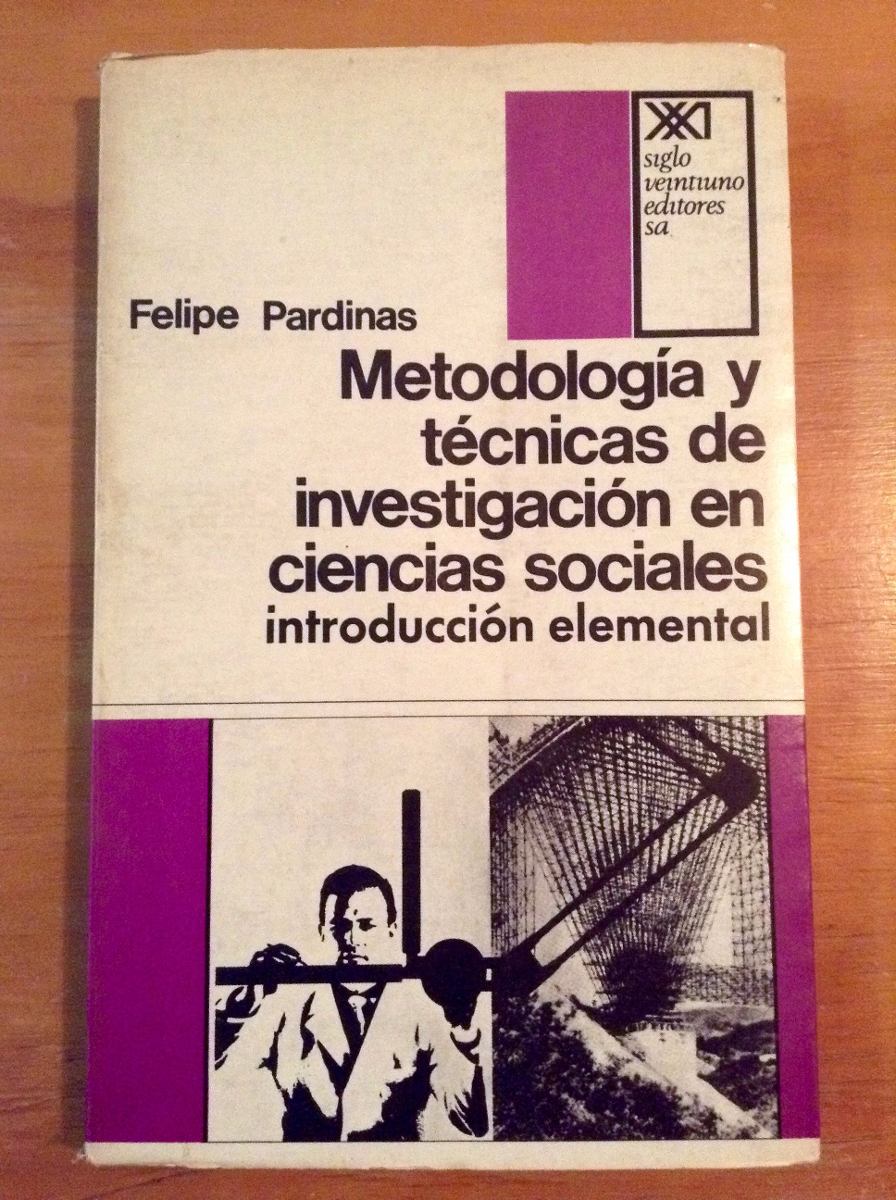 XXI
siglo
veintiuno
editores
sa
Felipe Pardinas
Metodología y
técnicas de
investigación en
ciencias sociales
introducción elemental